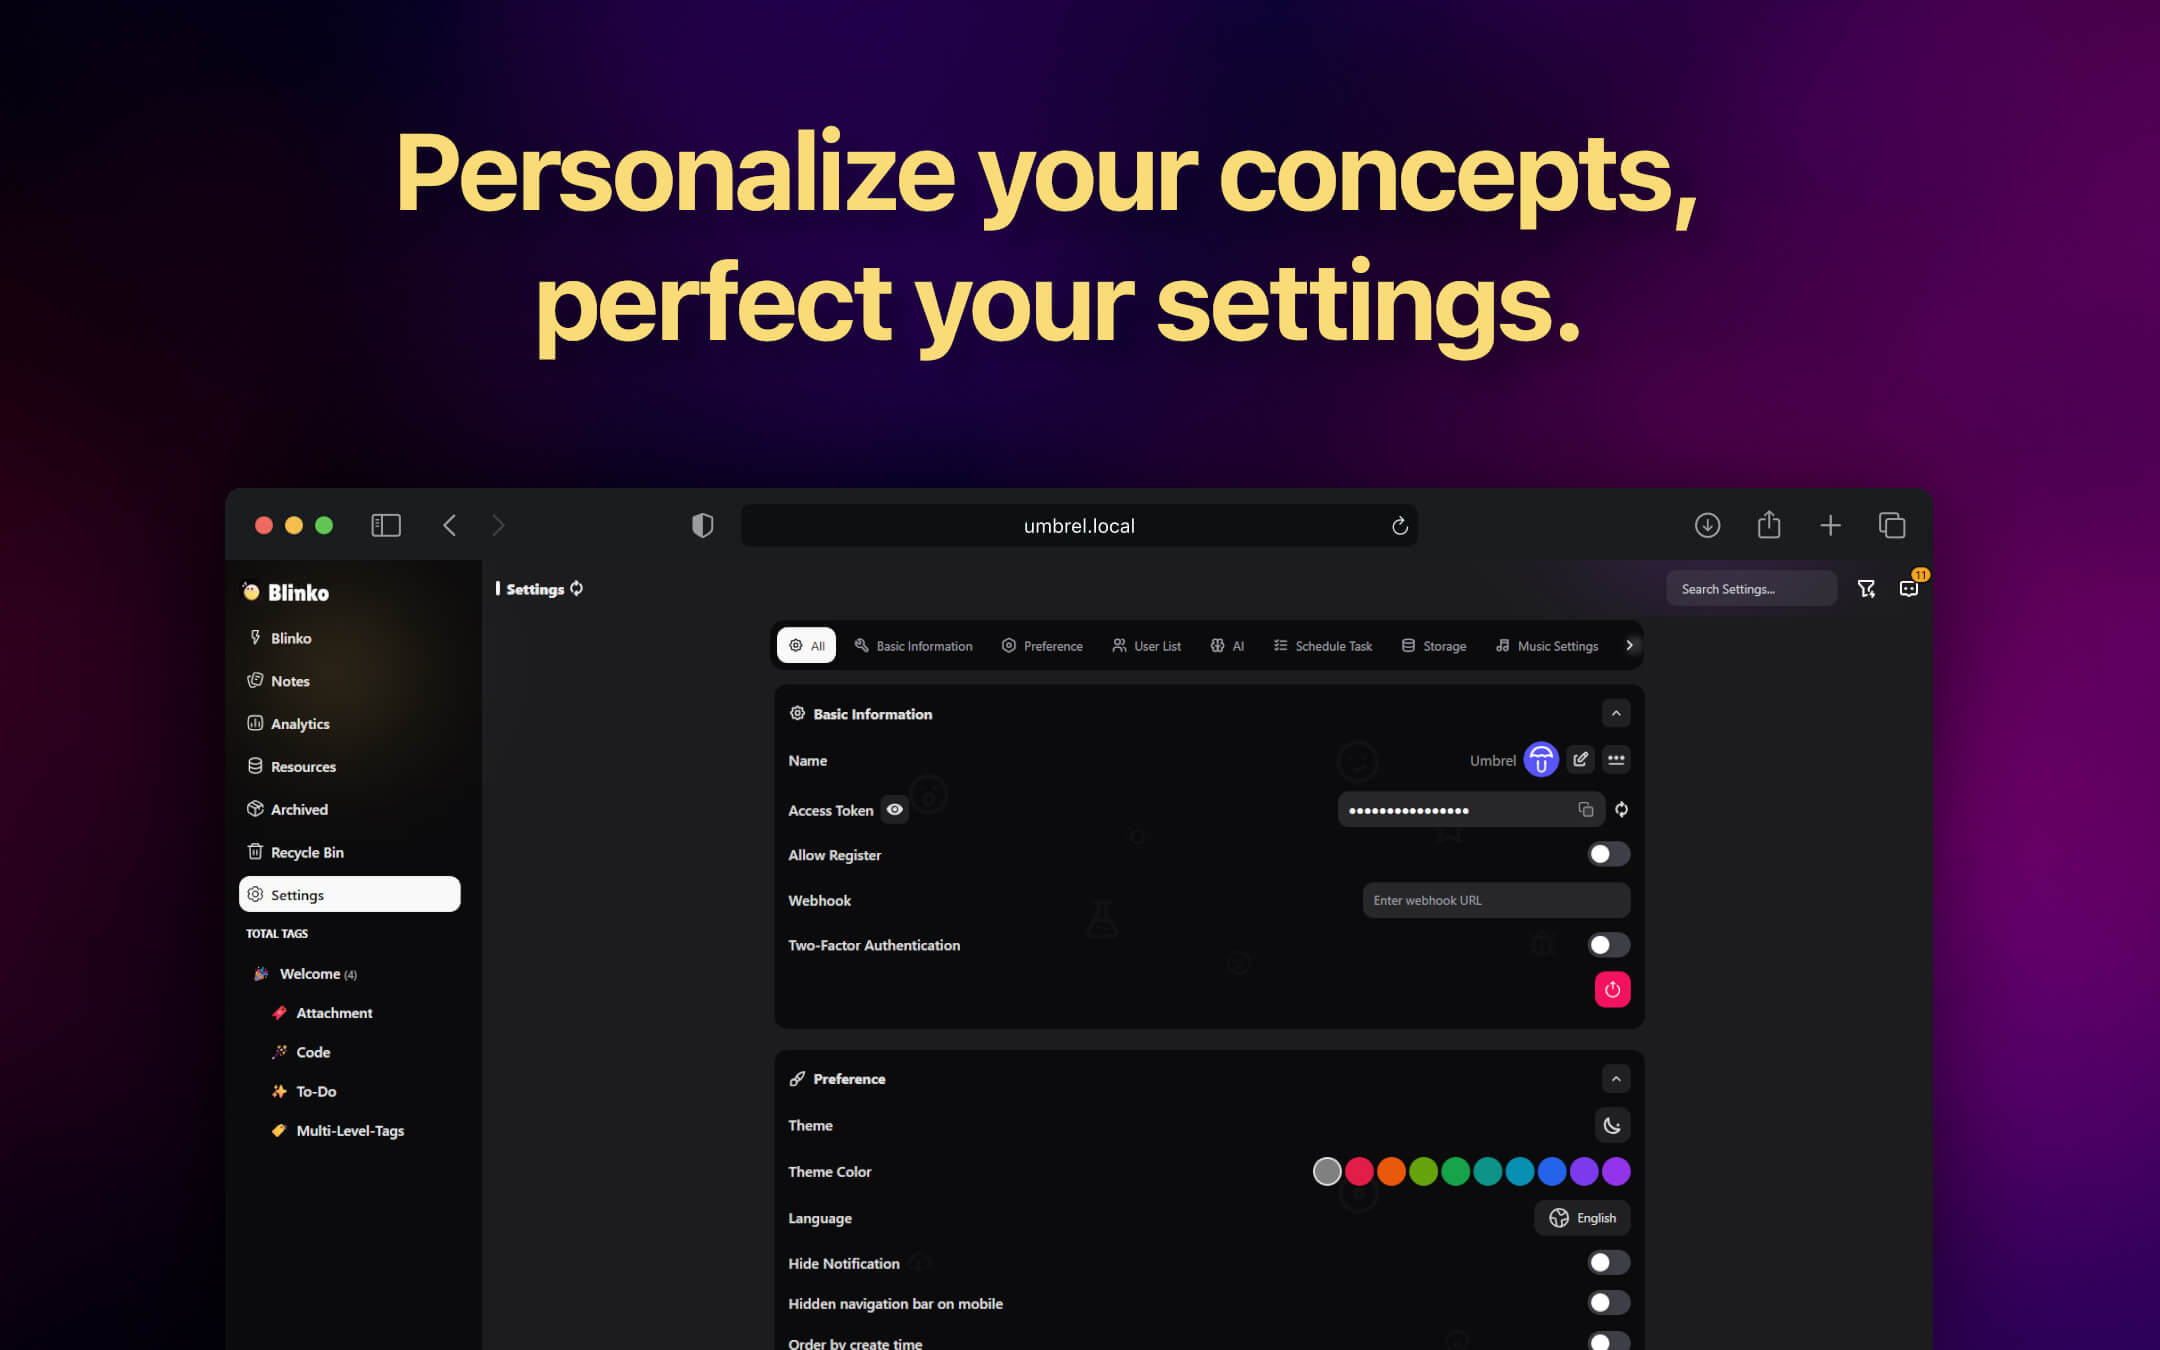 Personalize your concepts,
perfect your settings.
umbrel.local
Blinko
Settings
Search Settings...
11
Blinko
Notes
Analytics
Resources
Archived
Recycle Bin
Settings
TOTAL TAGS
Welcome (4)
Attachment
Code
To-Do
Multi-Level-Tags
All
Basic Information
Preference
User List
AI
Schedule Task
Storage
Music Settings
Basic Information
Name
Umbrel
Access Token
••••••••••••••••
Allow Register
Webhook
Enter webhook URL
Two-Factor Authentication
Preference
Theme
Theme Color
Language
English
Hide Notification
Hidden navigation bar on mobile
Order by create time